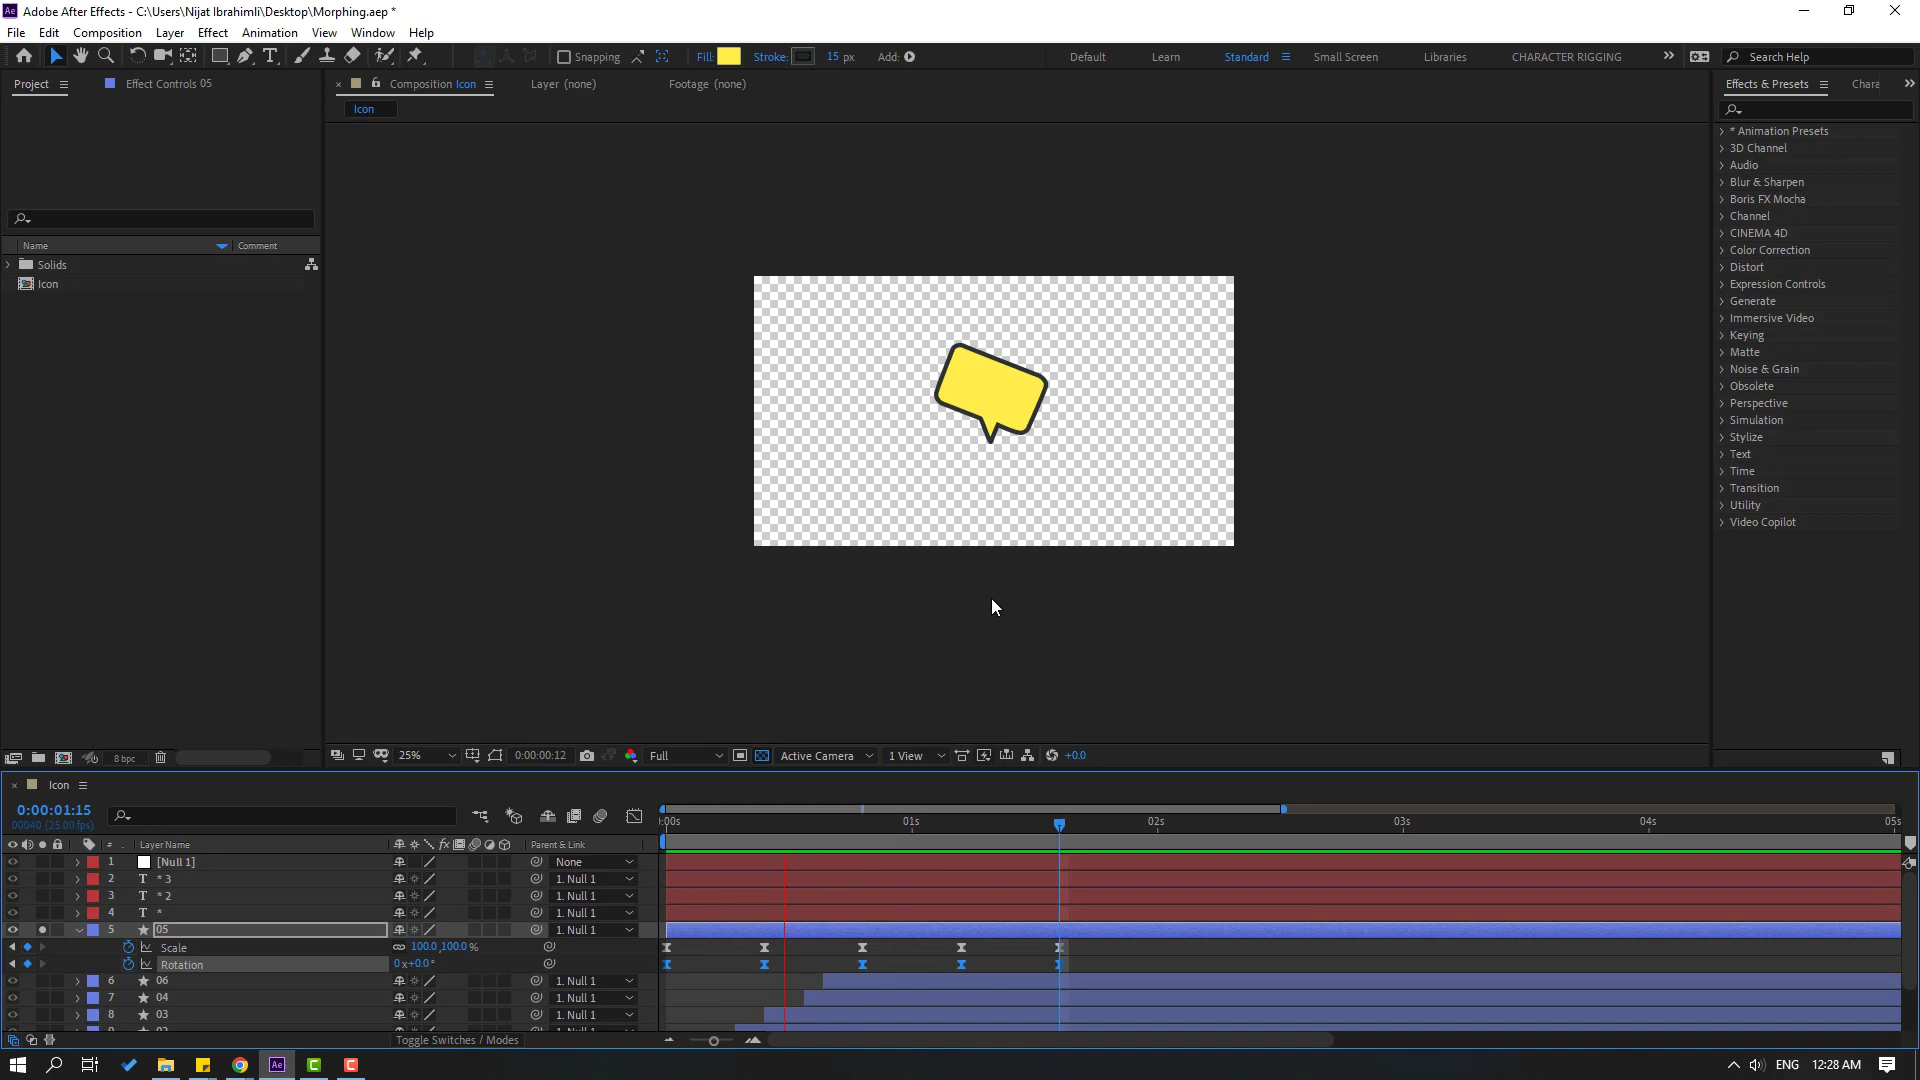 Adobe After Effects - C:\Users\Nijat Ibrahimli\Desktop\Morphing.aep *
File Edit Composition Layer Effect Animation View Window Help
Snapping Fill: Stroke: 15 px Add: Default Learn Standard Small Screen Libraries CHARACTER RIGGING Search Help
Project Effect Controls 05 Composition Icon Layer (none) Footage (none) Effects & Presets Chara
Icon
* Animation Presets
3D Channel
Audio
Blur & Sharpen
Boris FX Mocha
Channel
CINEMA 4D
Color Correction
Distort
Expression Controls
Generate
Immersive Video
Keying
Matte
Noise & Grain
Obsolete
Perspective
Simulation
Stylize
Text
Time
Transition
Utility
Video Copilot
Name Comment
Solids
Icon
8 bpc 25% 0:00:00:12 Full Active Camera 1 View +0.0
Icon
0:00:01:15
00040 (25.00 fps)
:00s 01s 02s 03s 04s 05s
# Layer Name Parent & Link
1 [Null 1] None
2 T * 3 1. Null 1
3 T * 2 1. Null 1
4 T * 1. Null 1
5 05 1. Null 1
Scale 100.0,100.0 %
Rotation 0x+0.0°
6 06 1. Null 1
7 04 1. Null 1
8 03 1. Null 1
Toggle Switches / Modes
Ae C C ENG 12:28 AM